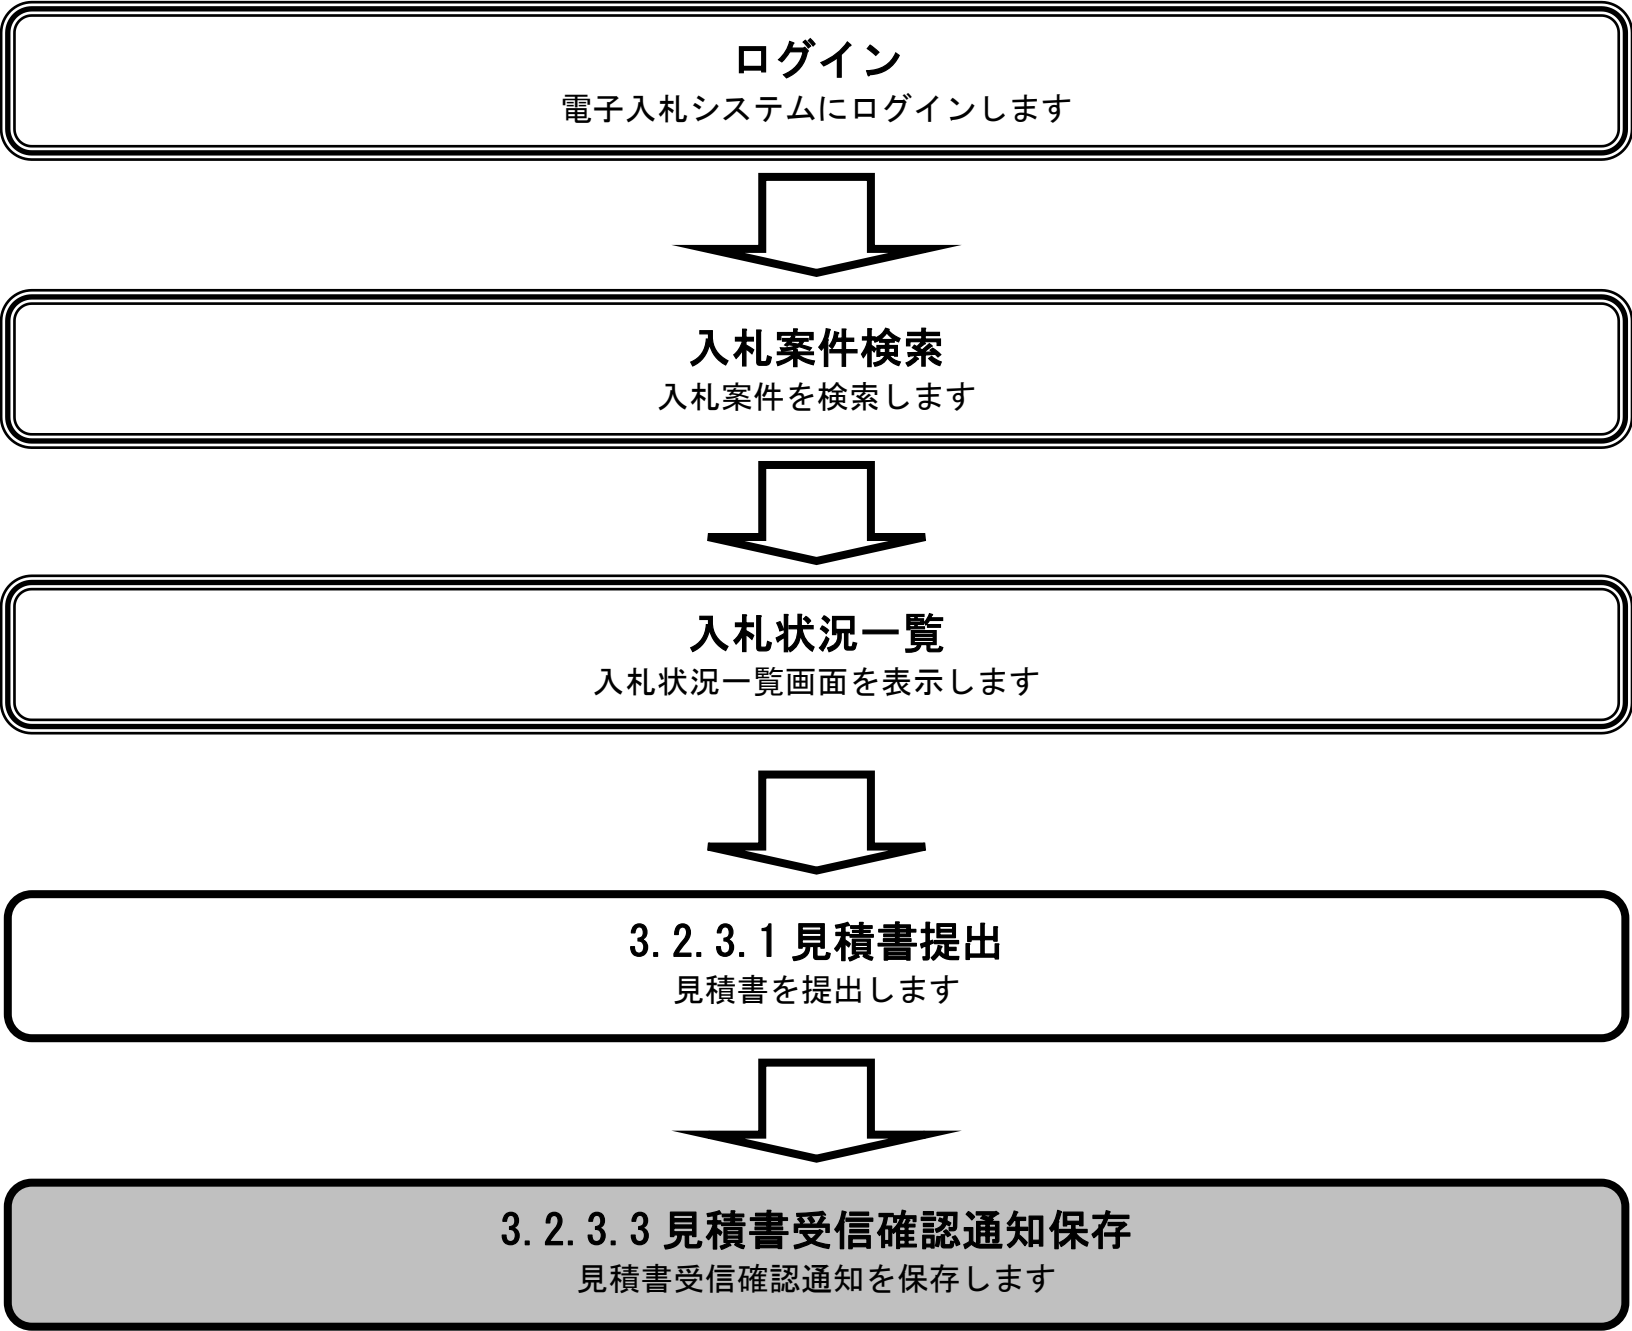 ログイン
電子入札システムにログインします
入札案件検索
入札案件を検索します
入札状況一覧
入札状況一覧画面を表示します
3.2.3.1 見積書提出
見積書を提出します
3.2.3.3 見積書受信確認通知保存
見積書受信確認通知を保存します